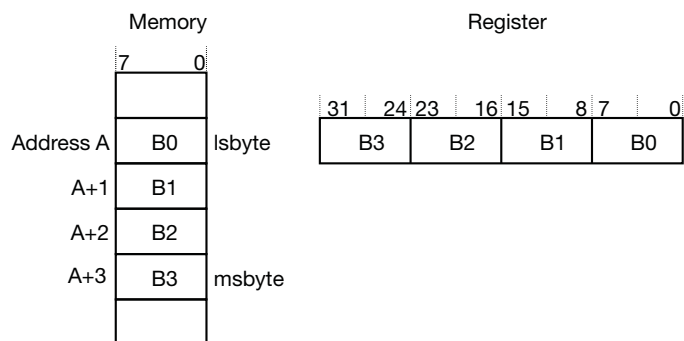 Memory
Register
7 0
31 24 23 16 15 8 7 0
Address A B0 lsbyte
B3 B2 B1 B0
A+1 B1
A+2 B2
A+3 B3 msbyte